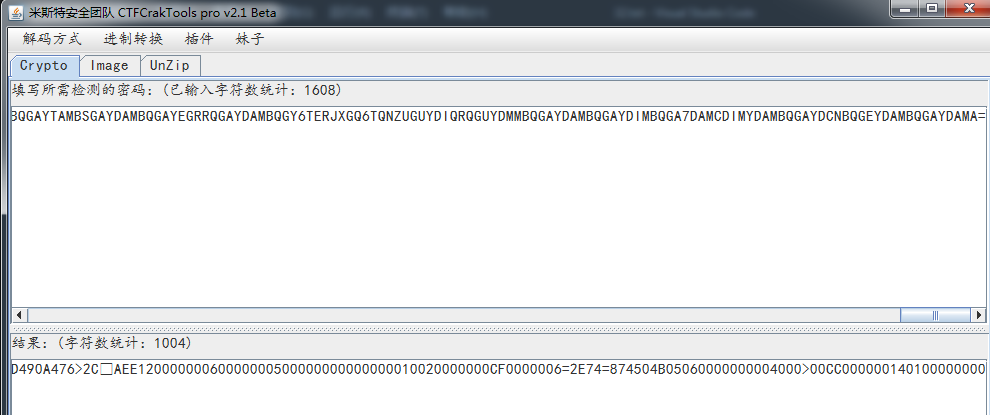 米斯特安全团队 CTFCrakTools pro v2.1 Beta
解码方式 进制转换 插件 妹子
Crypto Image UnZip
填写所需检测的密码：(已输入字符数统计：1608)
BQGAYTAMBSGAYDAMBQGAYEGRRQGAYDAMBQGY6TERJXGQ6TQNZUGUYDIQRQGUYDMMBQGAYDAMBQGAYDIMBQGA7DAMCDIMYDAMBQGAYDCNBQGEYDAMBQGAYDAMA=
结果：(字符数统计：1004)
D490A476>2C□AEE12000000060000000500000000000000010020000000CF0000006=2E74=874504B05060000000004000>00CC000000140100000000